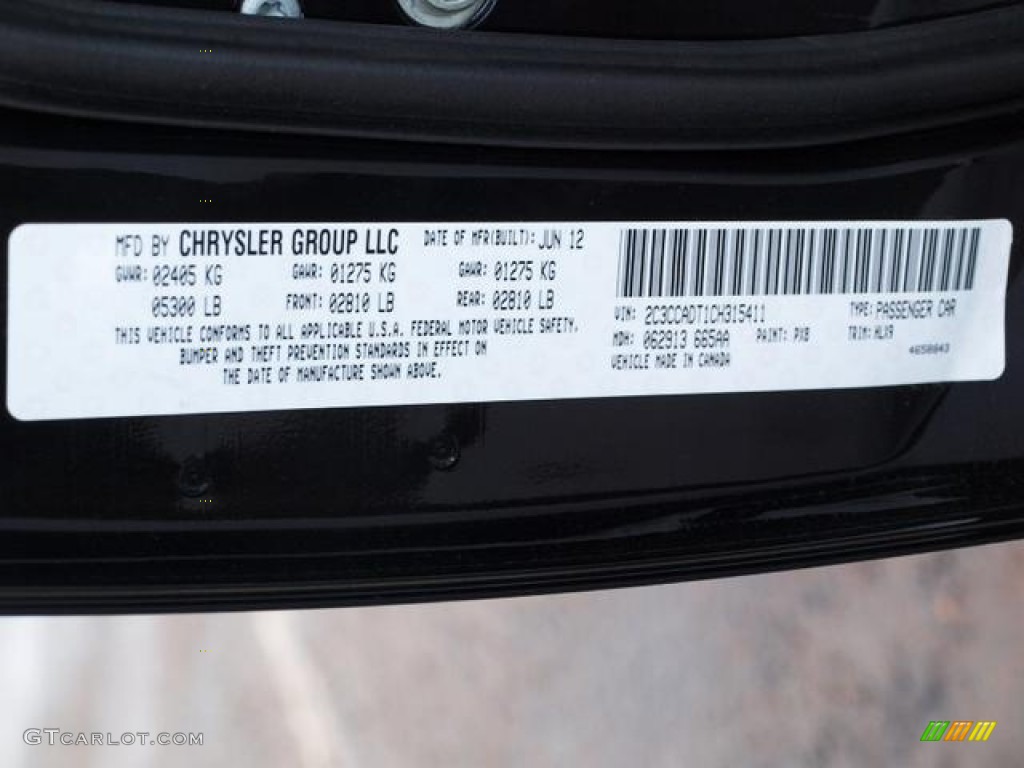 MFD BY CHRYSLER GROUP LLC DATE OF MFR(BUILT): JUN 12
GVWR: 02405 KG GAWR: 01275 KG GAWR: 01275 KG
05300 LB FRONT: 02810 LB REAR: 02810 LB
THIS VEHICLE CONFORMS TO ALL APPLICABLE U.S.A. FEDERAL MOTOR VEHICLE SAFETY.
BUMPER AND THEFT PREVENTION STANDARDS IN EFFECT ON
THE DATE OF MANUFACTURE SHOWN ABOVE.
VIN: 2C3CCADT1CH315411 TYPE: PASSENGER CAR
MDH: 062913 665AA PAINT: PX8 TRIM: HLX9
VEHICLE MADE IN CANADA 4658043
GTCARLOT.COM